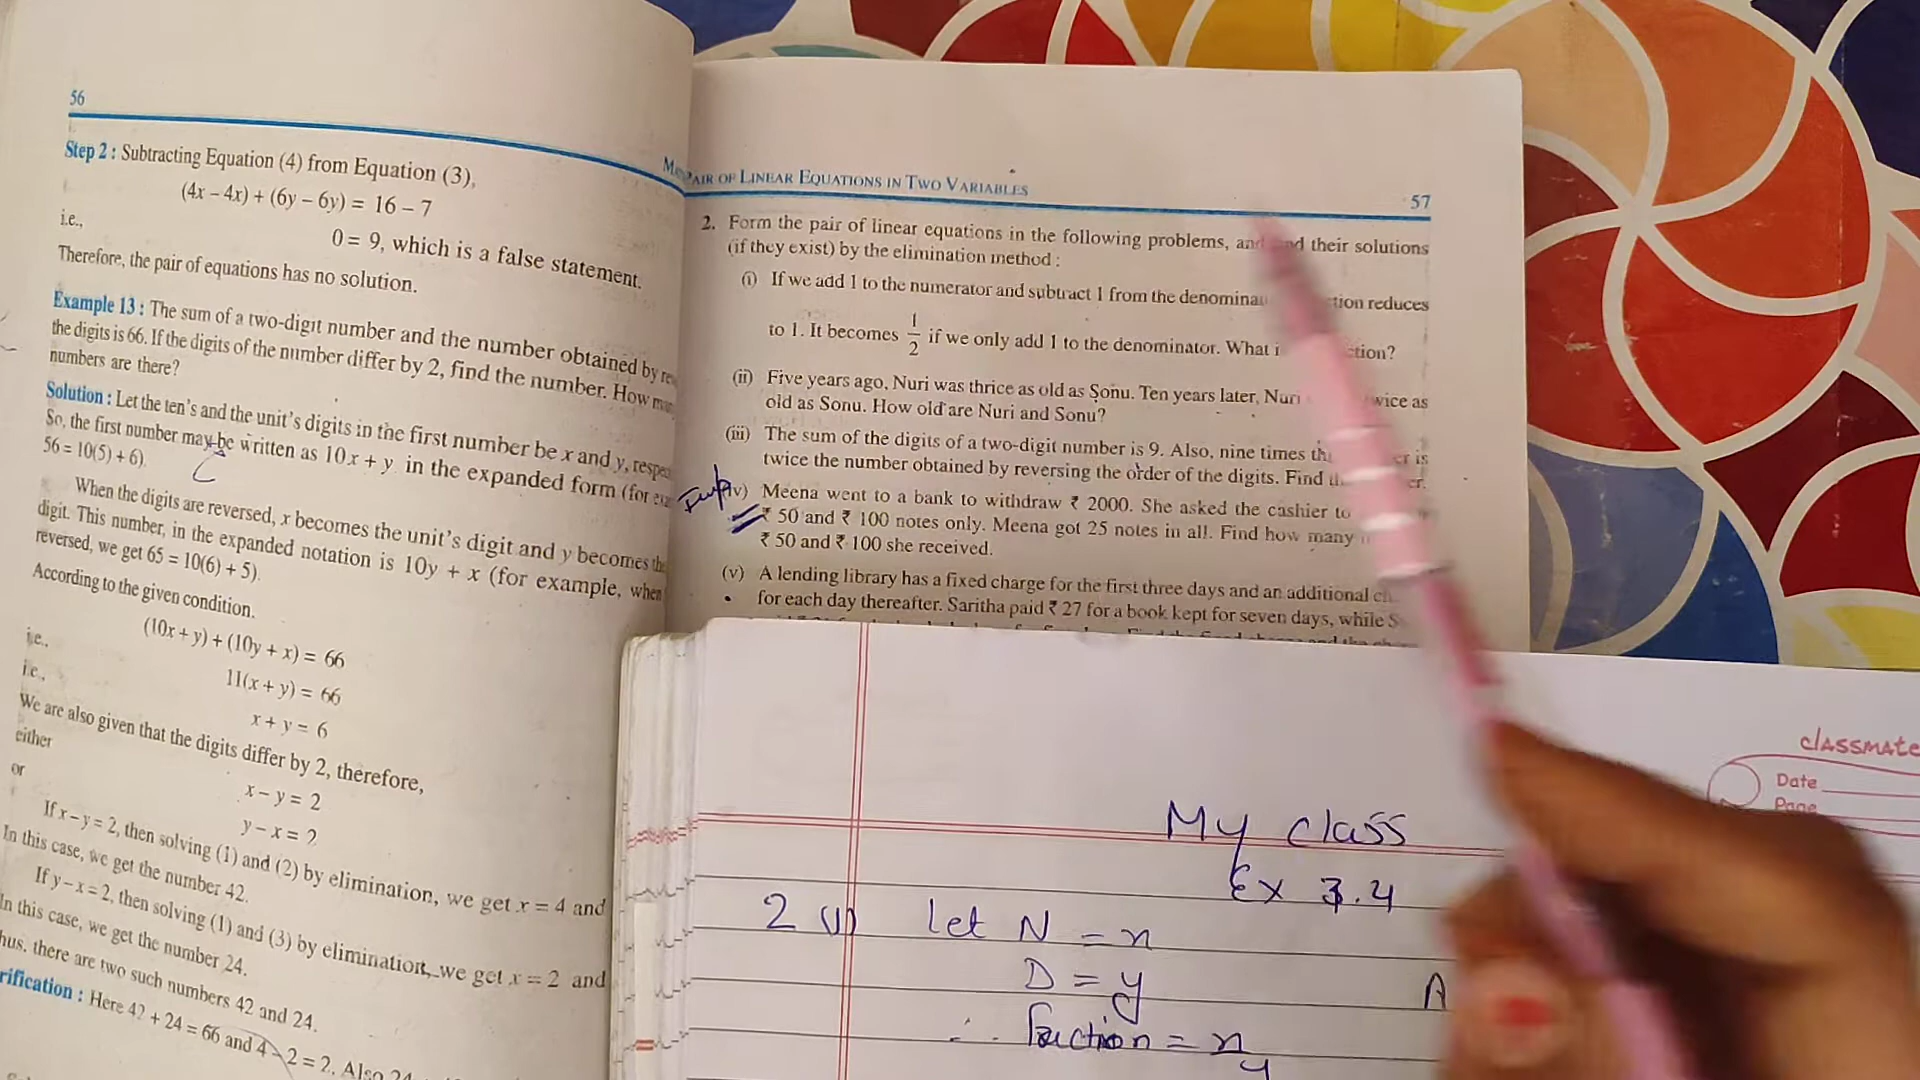 56
Step 2 : Subtracting Equation (4) from Equation (3),
(4x – 4x) + (6y – 6y) = 16 – 7
i.e.,
0 = 9, which is a false statement.
Therefore, the pair of equations has no solution.
Example 13 : The sum of a two-digit number and the number obtained by
the digits is 66. If the digits of the number differ by 2, find the number. How
numbers are there?
Solution : Let the ten's and the unit's digits in the first number be x and y,
So, the first number may be written as 10x + y in the expanded form (for
56 = 10(5) + 6).
When the digits are reversed, x becomes the unit's digit and y becomes
digit. This number, in the expanded notation is 10y + x (for example, when
reversed, we get 65 = 10(6) + 5).
According to the given condition.
(10x + y) + (10y + x) = 66
i.e.,
11(x + y) = 66
i.e.,
x + y = 6
We are also given that the digits differ by 2, therefore,
either
x – y = 2
or
y – x = 2
If x – y = 2, then solving (1) and (2) by elimination, we get x = 4 and
In this case, we get the number 42.
If y – x = 2, then solving (1) and (3) by elimination, we get x = 2 and
In this case, we get the number 24.
there are two such numbers 42 and 24.
Here 42 + 24 = 66 and 4 – 2 = 2. Also
PAIR OF LINEAR EQUATIONS IN TWO VARIABLES
57
2. Form the pair of linear equations in the following problems, and their solutions
(if they exist) by the elimination method :
(i) If we add 1 to the numerator and subtract 1 from the reduces
to 1. It becomes 1/2 if we only add 1 to the denominator. What
(ii) Five years ago, Nuri was thrice as old as Sonu. Ten years later, as
old as Sonu. How old are Nuri and Sonu?
(iii) The sum of the digits of a two-digit number is 9. Also, nine times is
twice the number obtained by reversing the order of the digits. Find
Meena went to a bank to withdraw ₹ 2000. She asked the cashier to
₹ 50 and ₹ 100 notes only. Meena got 25 notes in all. Find how many
₹ 50 and ₹ 100 she received.
(v) A lending library has a fixed charge for the first three days and an additional
for each day thereafter. Saritha paid ₹ 27 for a book kept for seven days, while
classmate
Date
Page
My class
Ex 3.4
2 (i) let N = x
D = y
∴ fraction = x/y